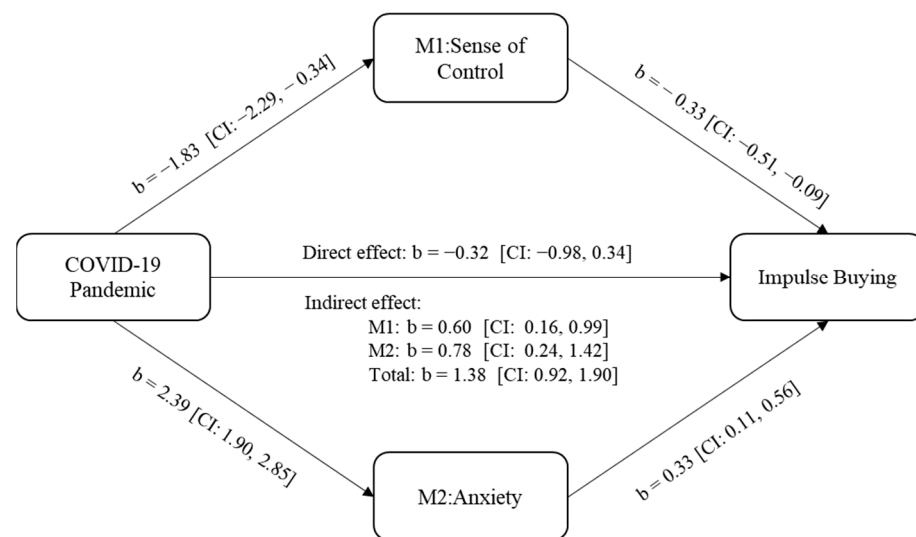 M1:Sense of
Control
b = −1.83 [CI: −2.29, − 0.34]
b = − 0.33 [CI: −0.51, −0.09]
COVID-19
Pandemic
Direct effect: b = −0.32 [CI: −0.98, 0.34]
Impulse Buying
Indirect effect:
M1: b = 0.60 [CI: 0.16, 0.99]
M2: b = 0.78 [CI: 0.24, 1.42]
Total: b = 1.38 [CI: 0.92, 1.90]
b = 2.39 [CI: 1.90, 2.85]
b = 0.33 [CI: 0.11, 0.56]
M2:Anxiety